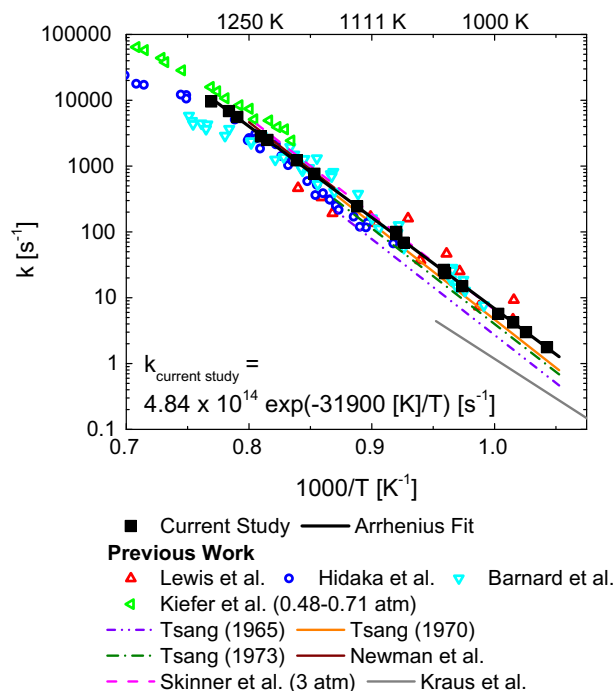 1250 K 1111 K 1000 K
100000
10000
1000
100
10
1
0.1
k [s⁻¹]
k_current study =
4.84 x 10¹⁴ exp(-31900 [K]/T) [s⁻¹]
0.7 0.8 0.9 1.0
1000/T [K⁻¹]
Current Study Arrhenius Fit
Previous Work
Lewis et al. Hidaka et al. Barnard et al.
Kiefer et al. (0.48-0.71 atm)
Tsang (1965) Tsang (1970)
Tsang (1973) Newman et al.
Skinner et al. (3 atm) Kraus et al.